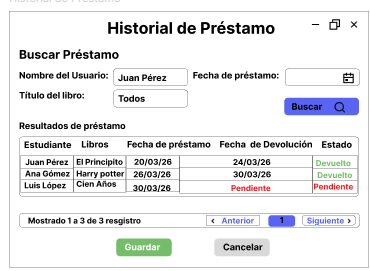 Historial de Préstamo
Historial de Préstamo
Buscar Préstamo
Nombre del Usuario: Juan Pérez Fecha de préstamo:
Título del libro: Todos
Buscar
Resultados de préstamo
Estudiante Libros Fecha de préstamo Fecha de Devolución Estado
Juan Pérez El Principito 20/03/26 24/03/26 Devuelto
Ana Gómez Harry potter 26/03/26 30/03/26 Devuelto
Luis López Cien Años 30/03/26 Pendiente Pendiente
Mostrado 1 a 3 de 3 resgistro < Anterior 1 Siguiente >
Guardar Cancelar